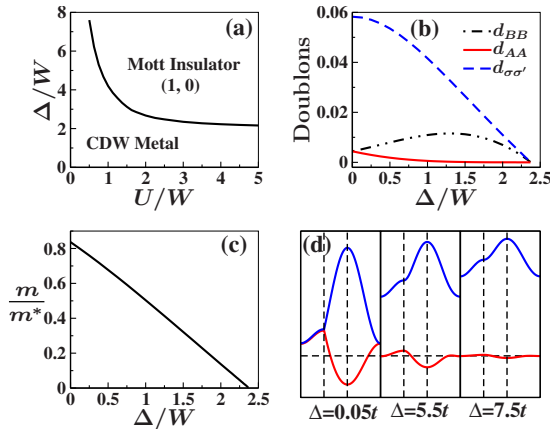 (a)
Mott Insulator
(1, 0)
CDW Metal
Δ/W
8
6
4
2
0
0 1 2 3 4 5
U/W
(b)
d_BB
d_AA
d_σσ′
Doublons
0.06
0.04
0.02
0
0 0.5 1 1.5 2 2.5
Δ/W
(c)
m/m*
0.8
0.6
0.4
0.2
0
0 0.5 1 1.5 2 2.5
Δ/W
(d)
Δ=0.05t Δ=5.5t Δ=7.5t